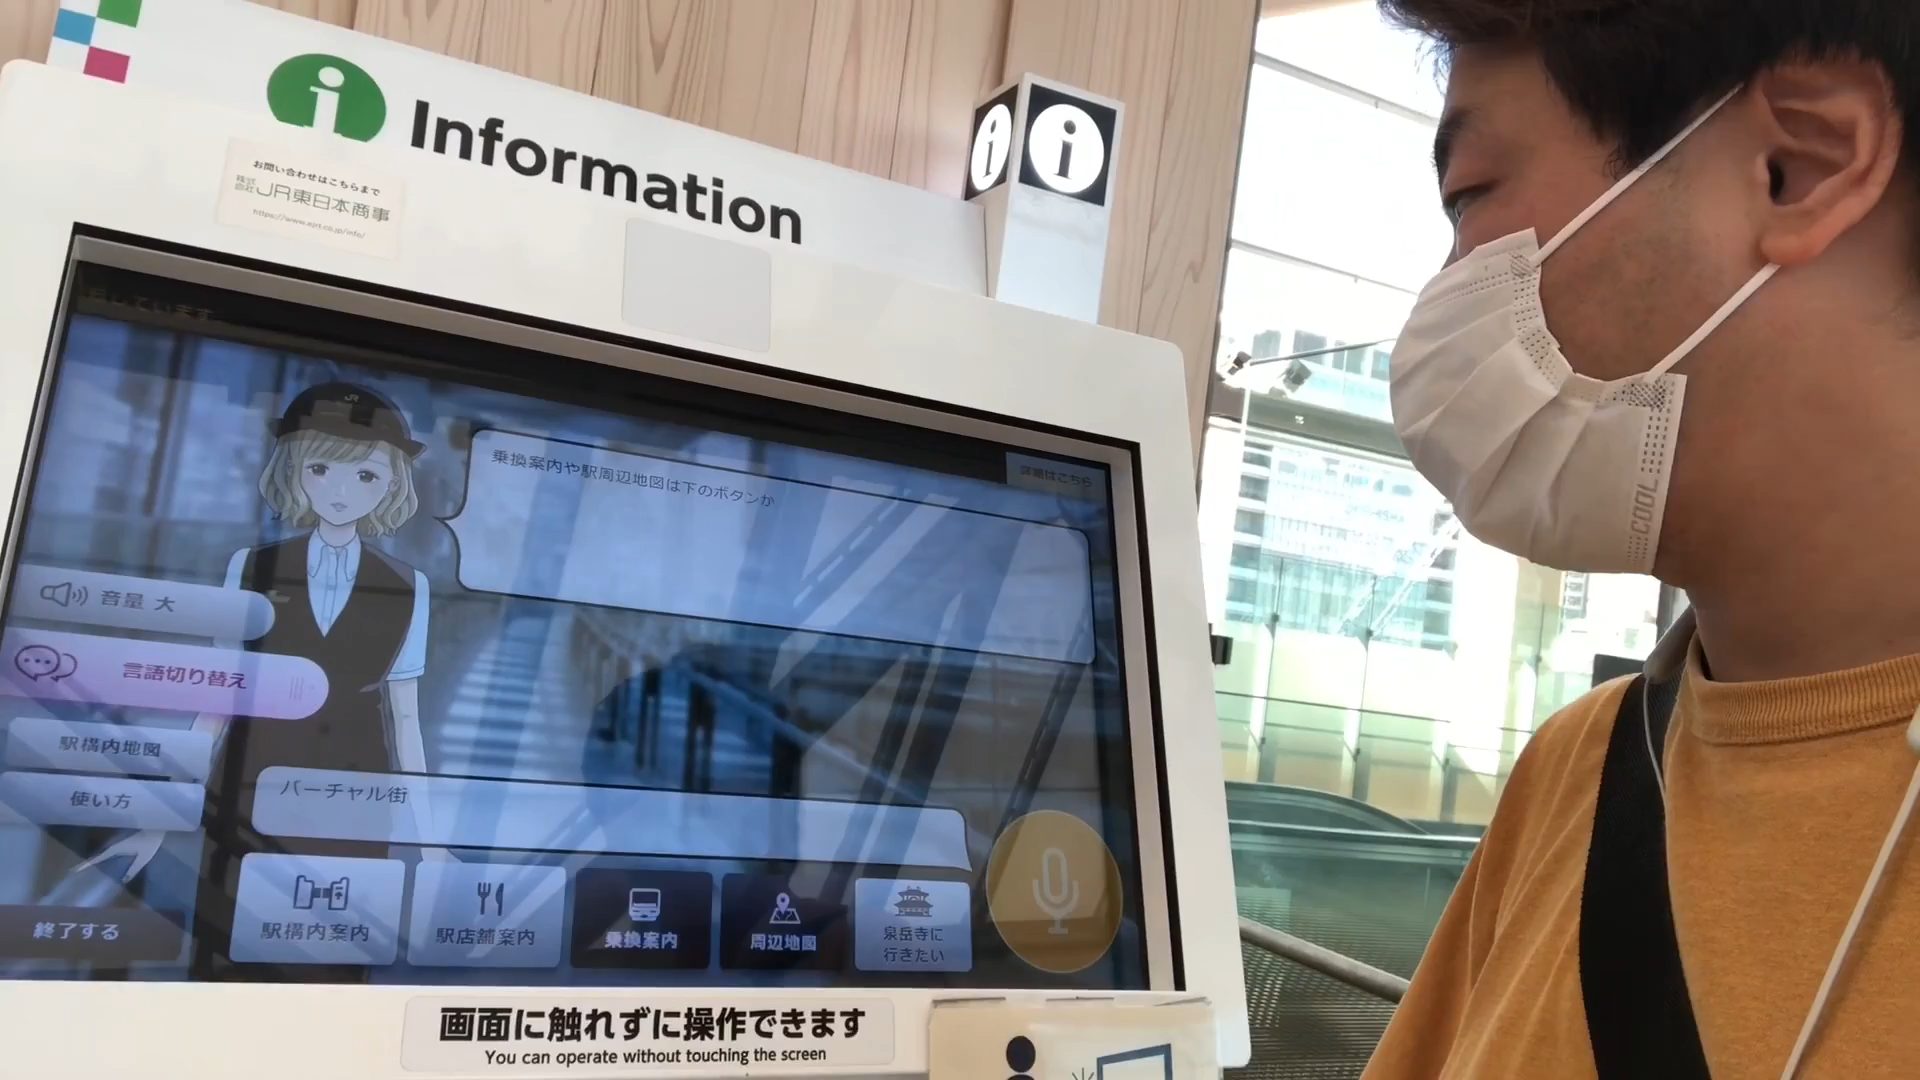 Information
お問い合わせはこちらまで
株式会社JR東日本商事
しています
詳細はこちら
乗換案内や駅周辺地図は下のボタンか
JR
音量 大
言語切り替え
駅構内地図
使い方
終了する
バーチャル街
駅構内案内
駅店舗案内
乗換案内
周辺地図
泉岳寺に
行きたい
画面に触れずに操作できます
You can operate without touching the screen
COOL